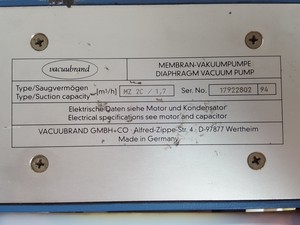 vacuubrand
MEMBRAN-VAKUUMPUMPE
DIAPHRAGM VACUUM PUMP
Type/Saugvermögen
Type/Suction capacity
(m³/h)
MZ 2C / 1,7
Ser. No.
17922802 94
Elektrische Daten siehe Motor und Kondensator
Electrical specifications see motor and capacitor
VACUUBRAND GMBH+CO · Alfred-Zippe-Str. 4 · D-97877 Wertheim
Made in Germany